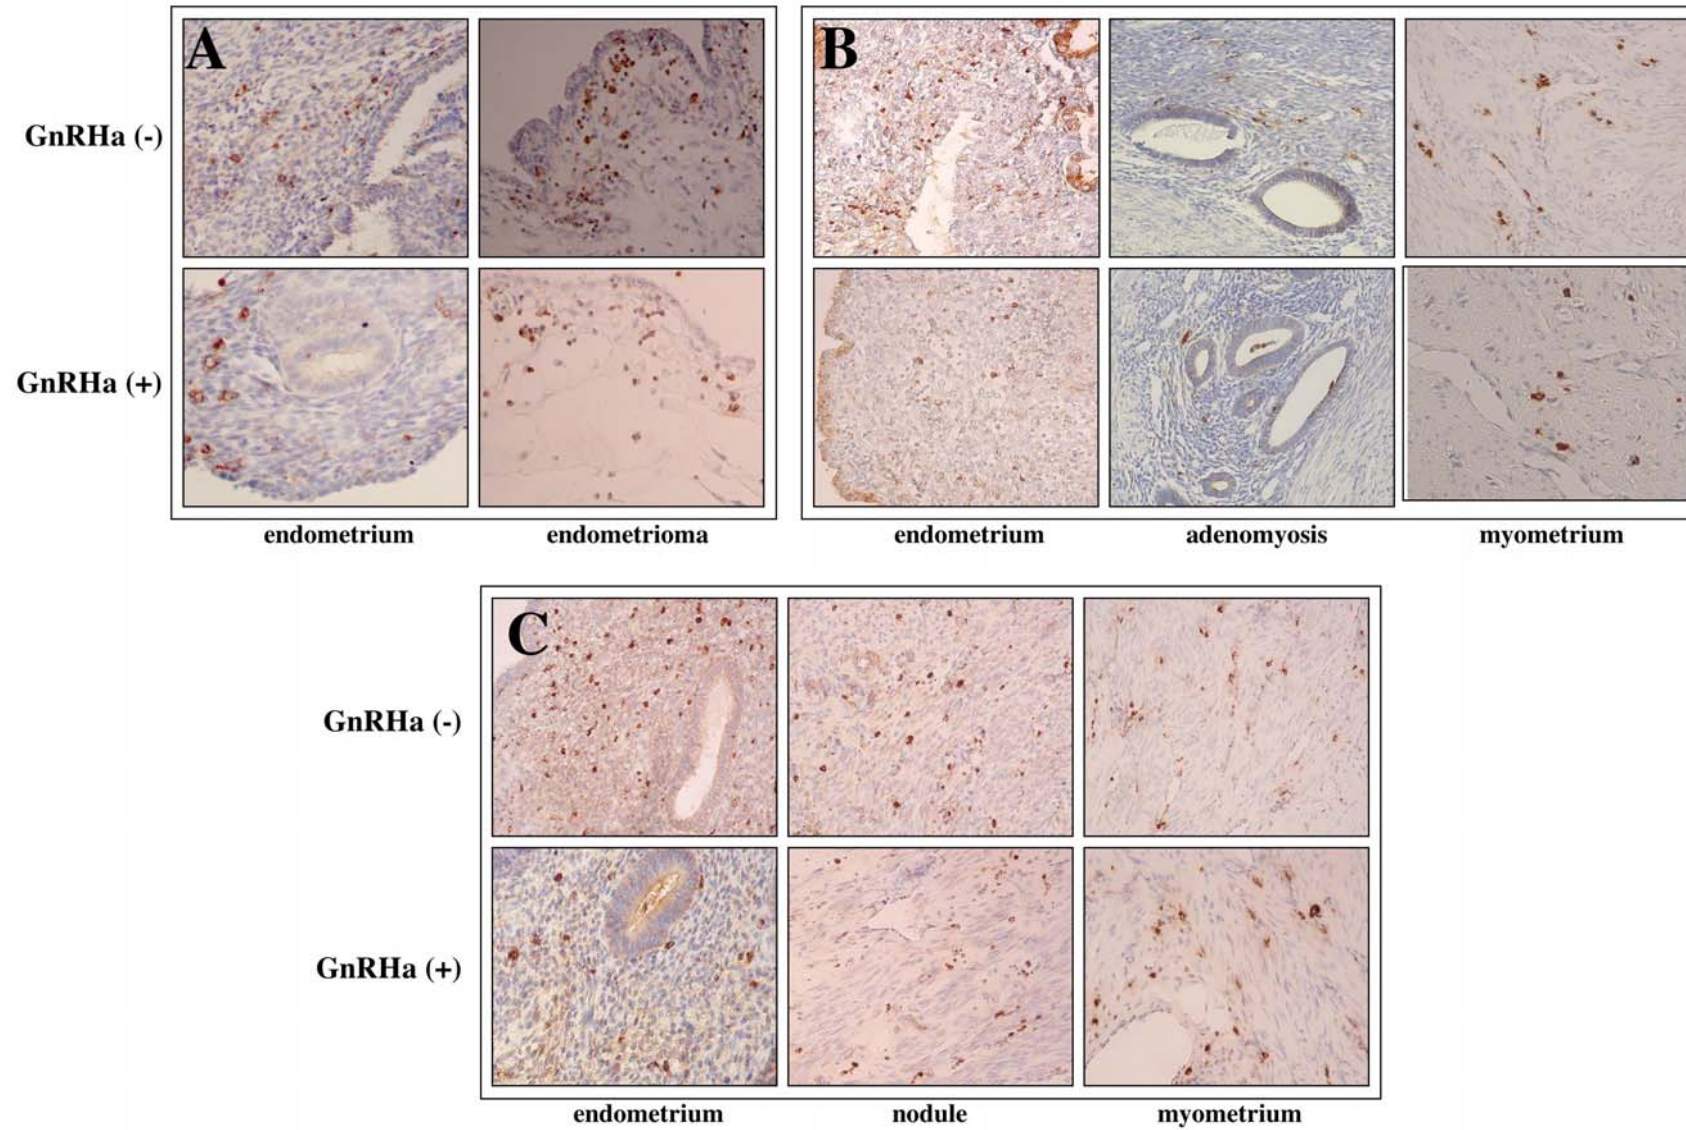 A
B
GnRHa (-)
GnRHa (+)
endometrium endometrioma endometrium adenomyosis myometrium
C
GnRHa (-)
GnRHa (+)
endometrium nodule myometrium